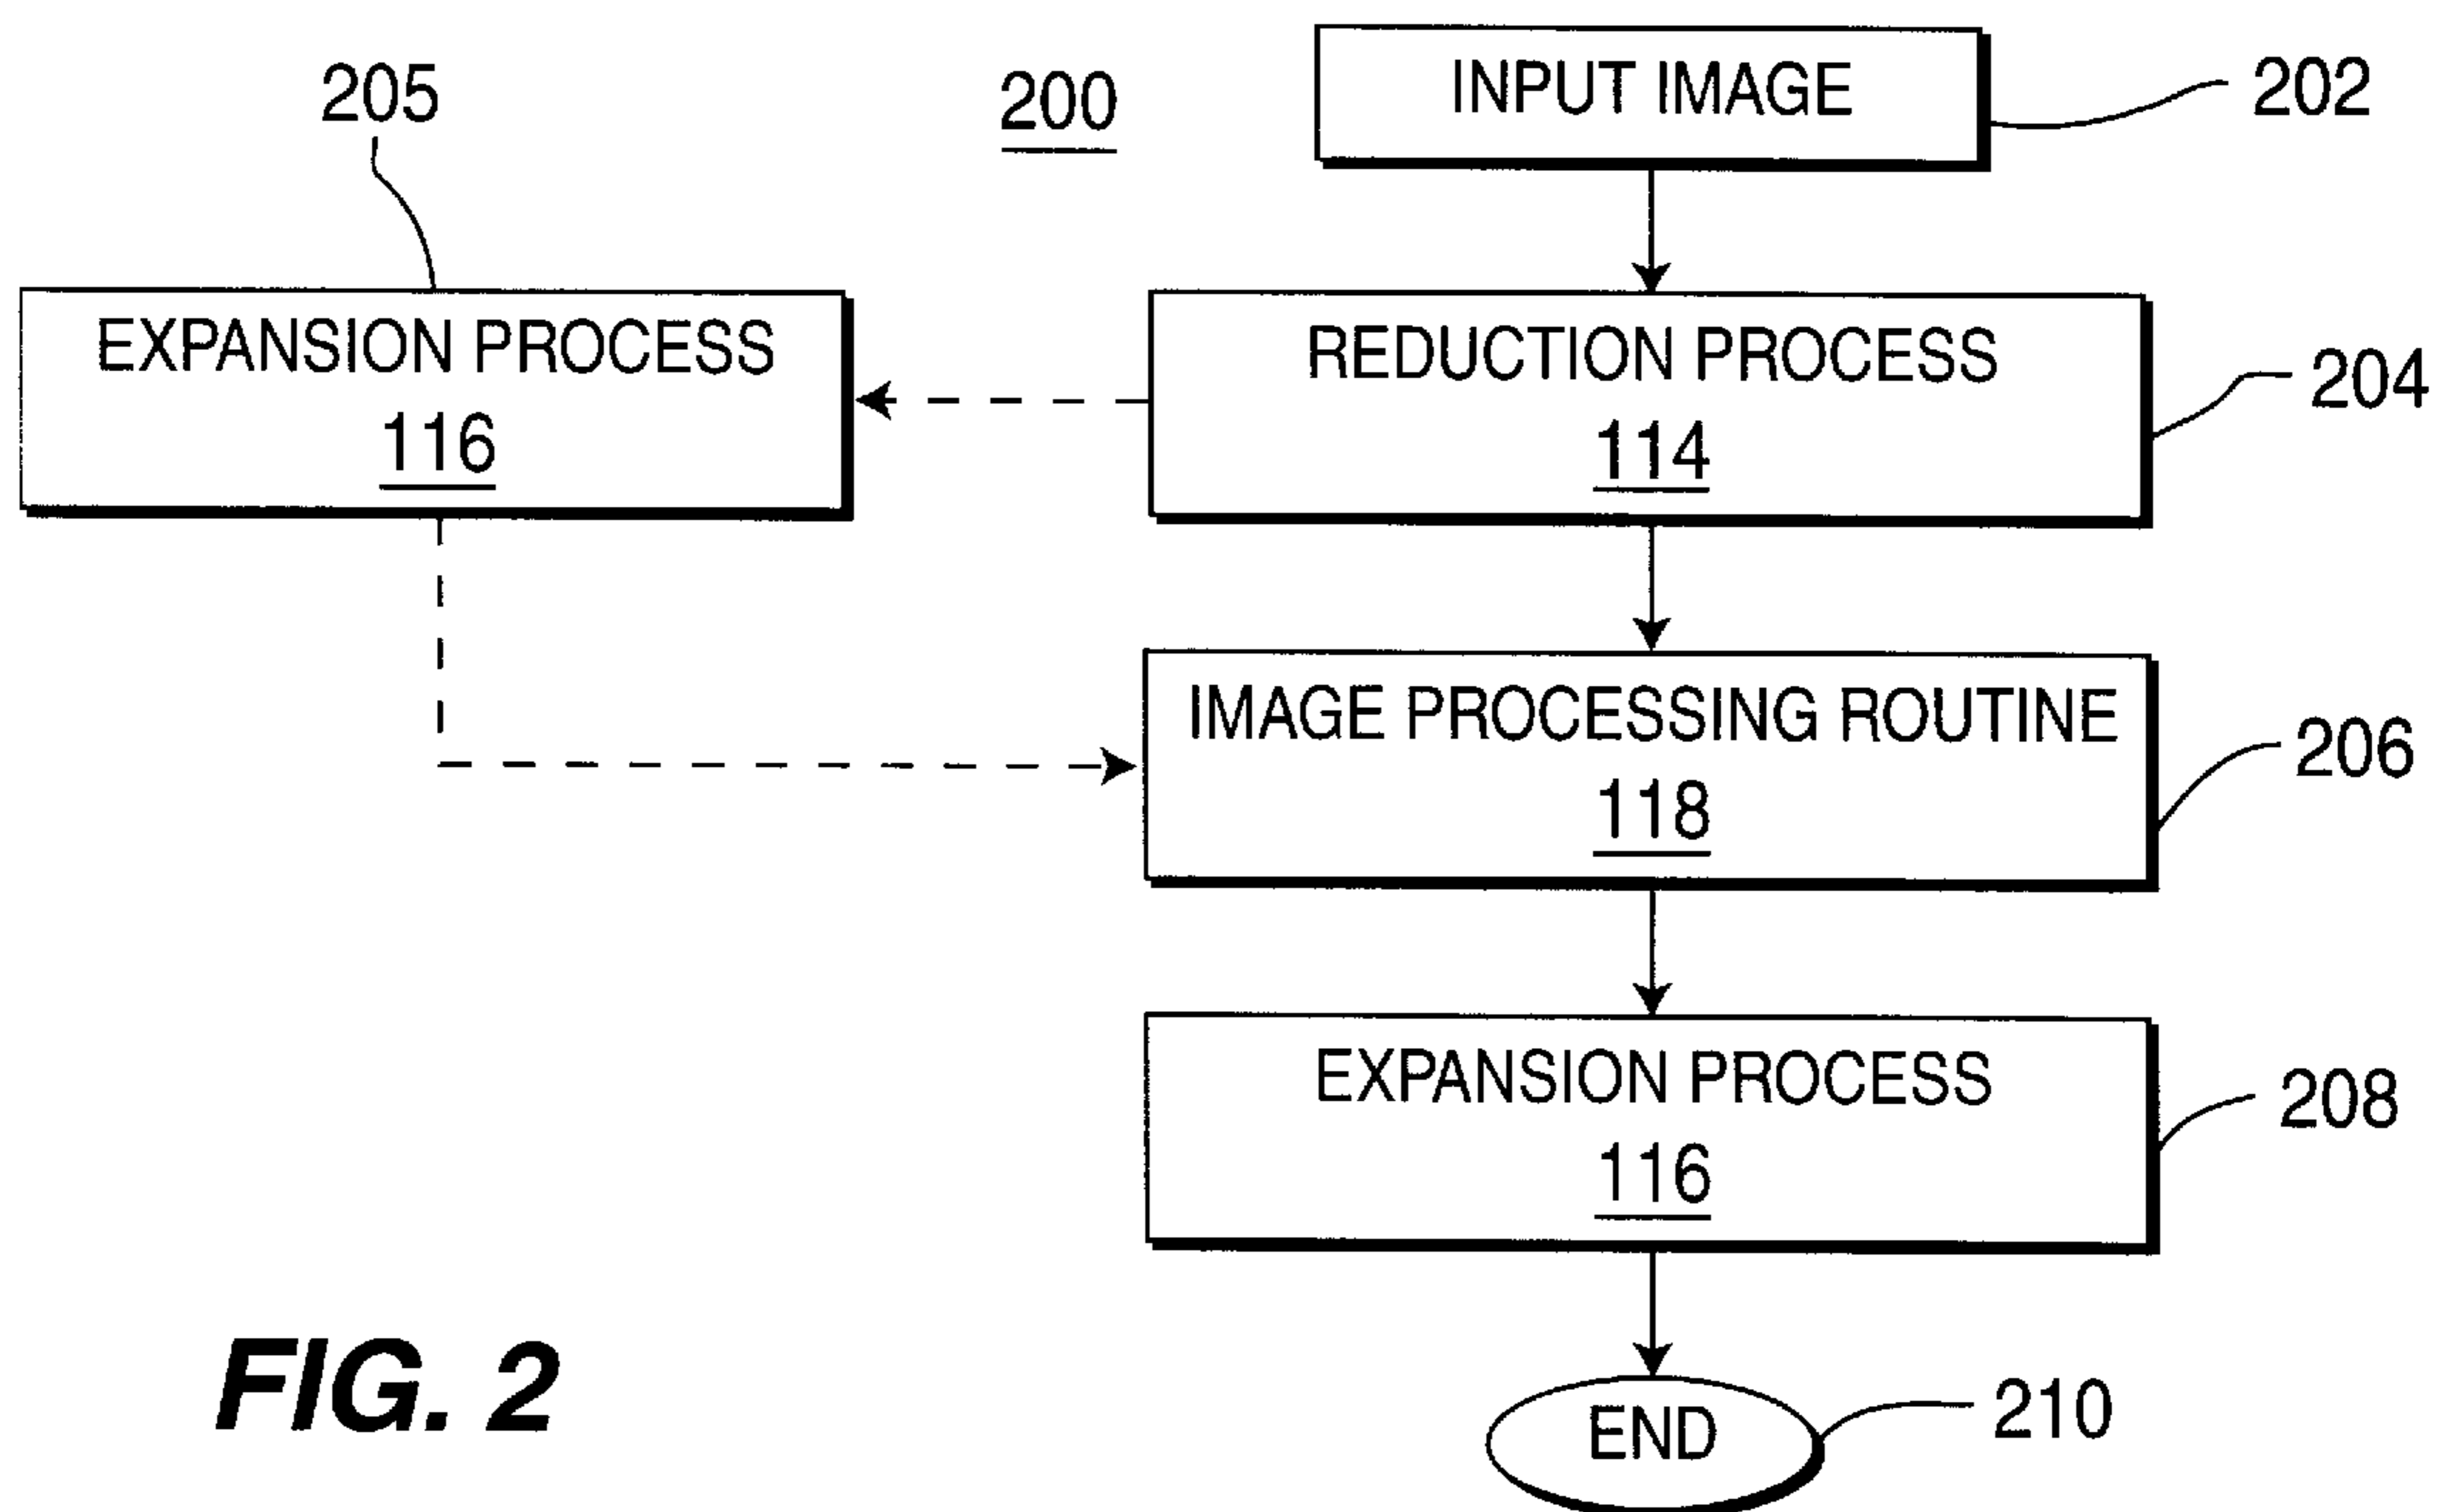 205
200
INPUT IMAGE
202
EXPANSION PROCESS
116
REDUCTION PROCESS
114
204
IMAGE PROCESSING ROUTINE
118
206
EXPANSION PROCESS
116
208
END
210
FIG. 2